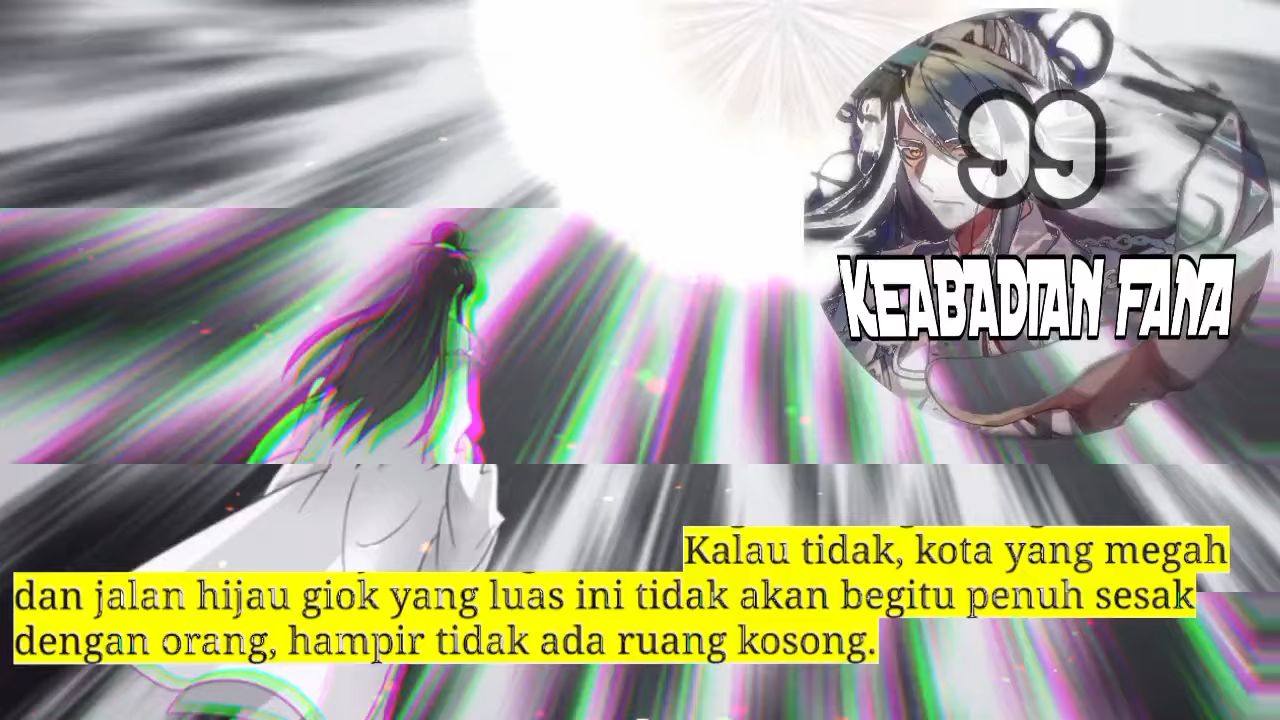 99
KEABADIAN FANA
Kalau tidak, kota yang megah
dan jalan hijau giok yang luas ini tidak akan begitu penuh sesak
dengan orang, hampir tidak ada ruang kosong.